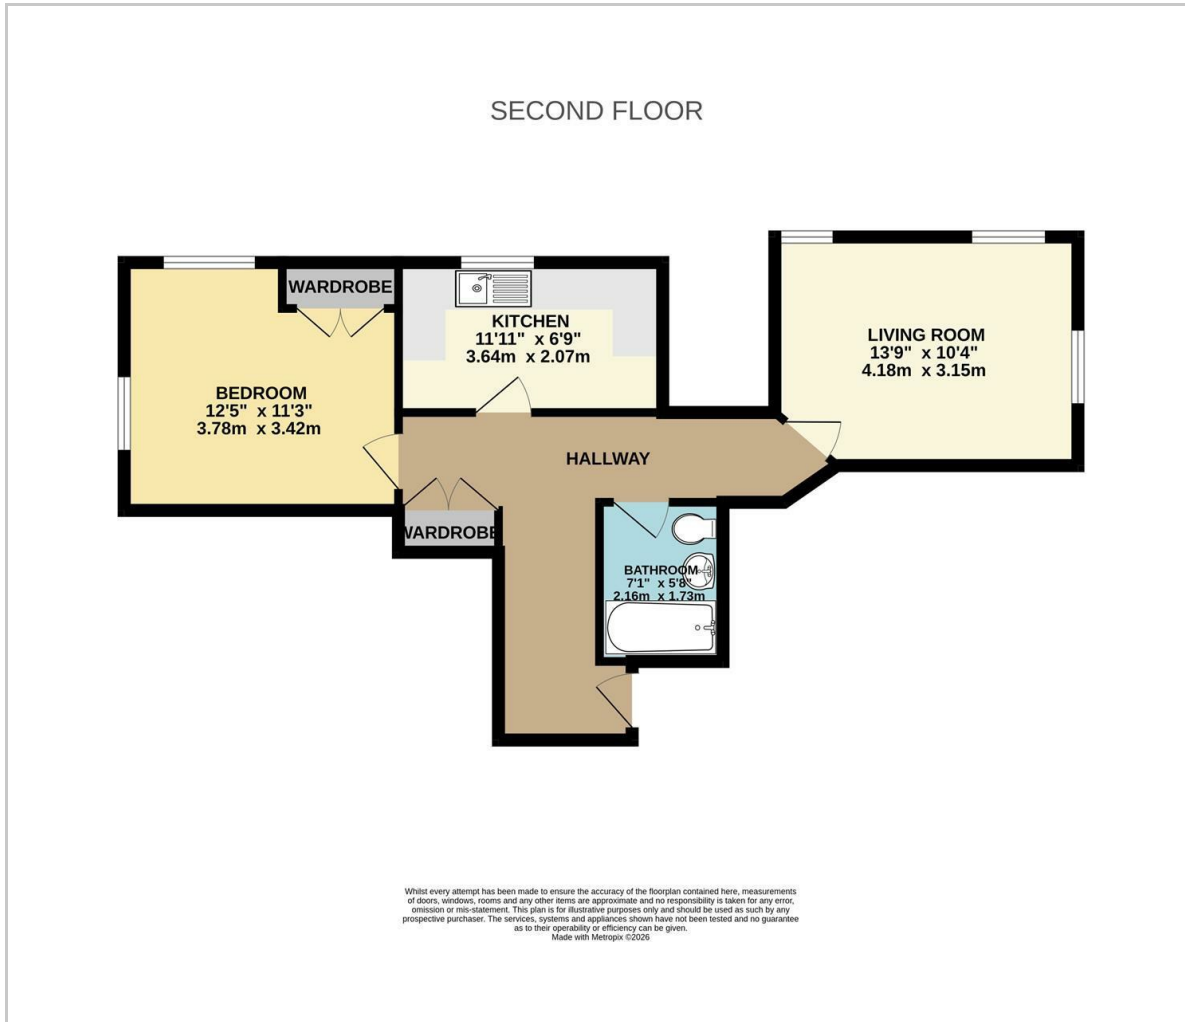 SECOND FLOOR
WARDROBE
KITCHEN
11'11" x 6'9"
3.64m x 2.07m
LIVING ROOM
13'9" x 10'4"
4.18m x 3.15m
BEDROOM
12'5" x 11'3"
3.78m x 3.42m
HALLWAY
WARDROBE
BATHROOM
7'1" x 5'8"
2.16m x 1.73m
Whilst every attempt has been made to ensure the accuracy of the floorplan contained here, measurements
of doors, windows, rooms and any other items are approximate and no responsibility is taken for any error,
omission or mis-statement. This plan is for illustrative purposes only and should be used as such by any
prospective purchaser. The services, systems and appliances shown have not been tested and no guarantee
as to their operability or efficiency can be given.
Made with Metropix ©2026